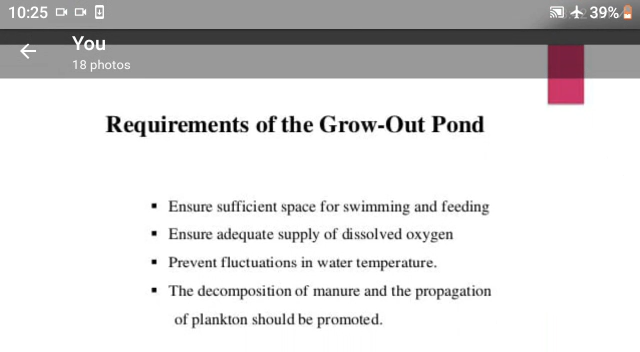 10:25 39%
You
18 photos
Requirements of the Grow-Out Pond
▪ Ensure sufficient space for swimming and feeding
▪ Ensure adequate supply of dissolved oxygen
▪ Prevent fluctuations in water temperature.
▪ The decomposition of manure and the propagation
of plankton should be promoted.